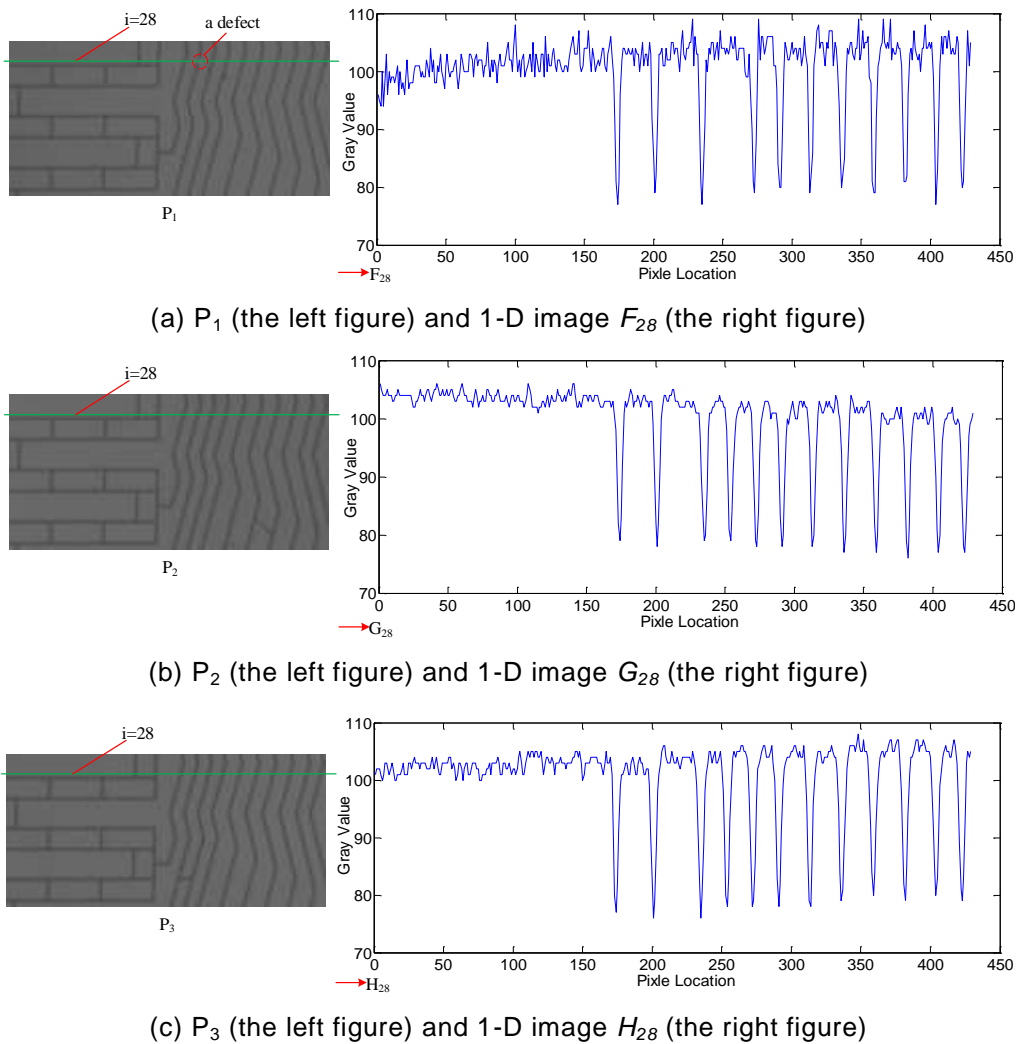 i=28
a defect
P1
110
100
90
80
70
Gray Value
0 50 100 150 200 250 300 350 400 450
Pixle Location
F28
(a) P1 (the left figure) and 1-D image F28 (the right figure)
i=28
P2
110
100
90
80
70
Gray Value
0 50 100 150 200 250 300 350 400 450
Pixle Location
G28
(b) P2 (the left figure) and 1-D image G28 (the right figure)
i=28
P3
110
100
90
80
70
Gray Value
0 50 100 150 200 250 300 350 400 450
Pixle Location
H28
(c) P3 (the left figure) and 1-D image H28 (the right figure)